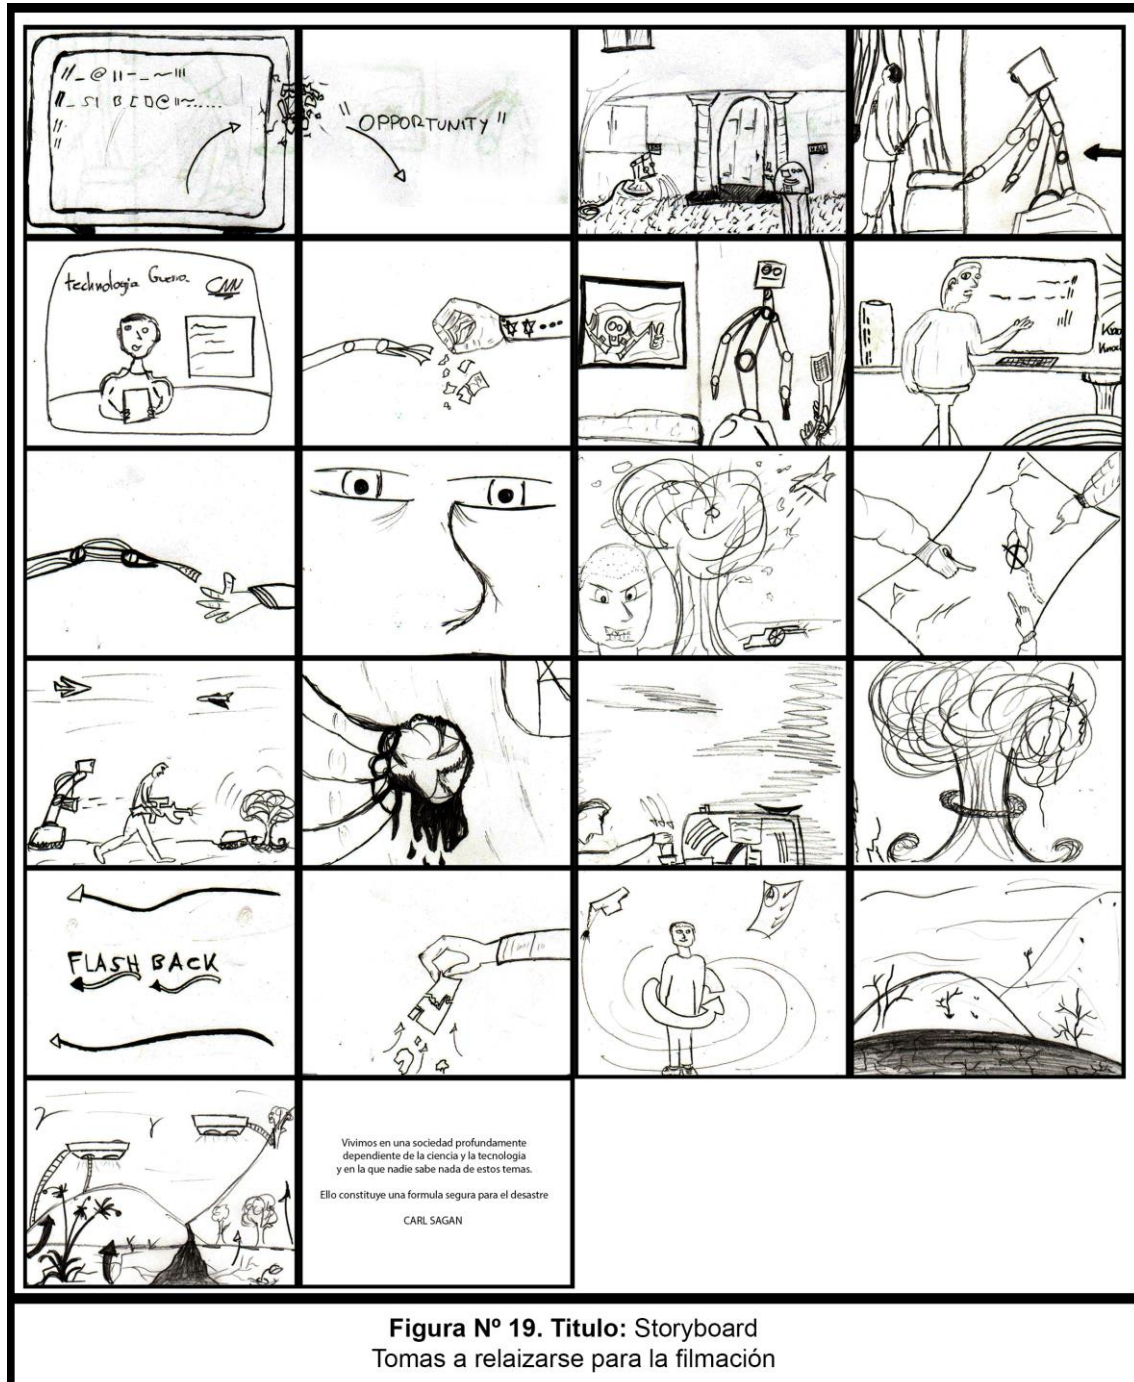 "OPPORTUNITY"
technologia Guerra.
CNN
Knoc
Knock
FLASH BACK
Vivimos en una sociedad profundamente
dependiente de la ciencia y la tecnologia
y en la que nadie sabe nada de estos temas.
Ello constituye una formula segura para el desastre
CARL SAGAN
Figura Nº 19. Titulo: Storyboard
Tomas a relaizarse para la filmación